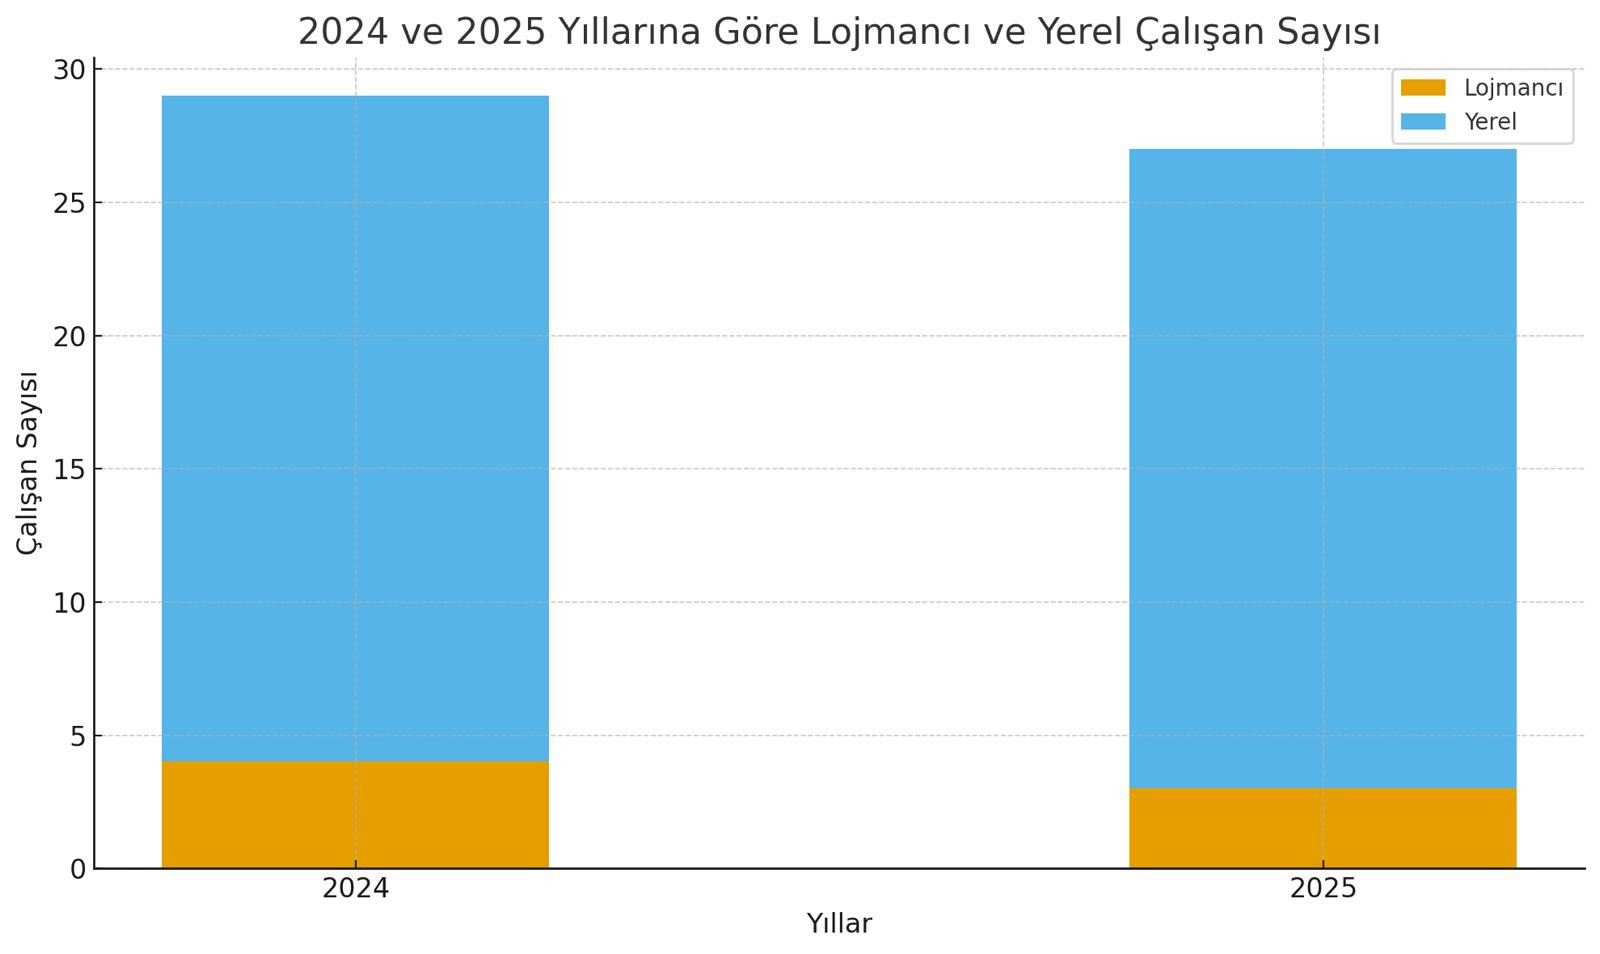 2024 ve 2025 Yıllarına Göre Lojmancı ve Yerel Çalışan Sayısı
Lojmancı
Yerel
30
25
20
15
10
5
0
Çalışan Sayısı
2024
2025
Yıllar